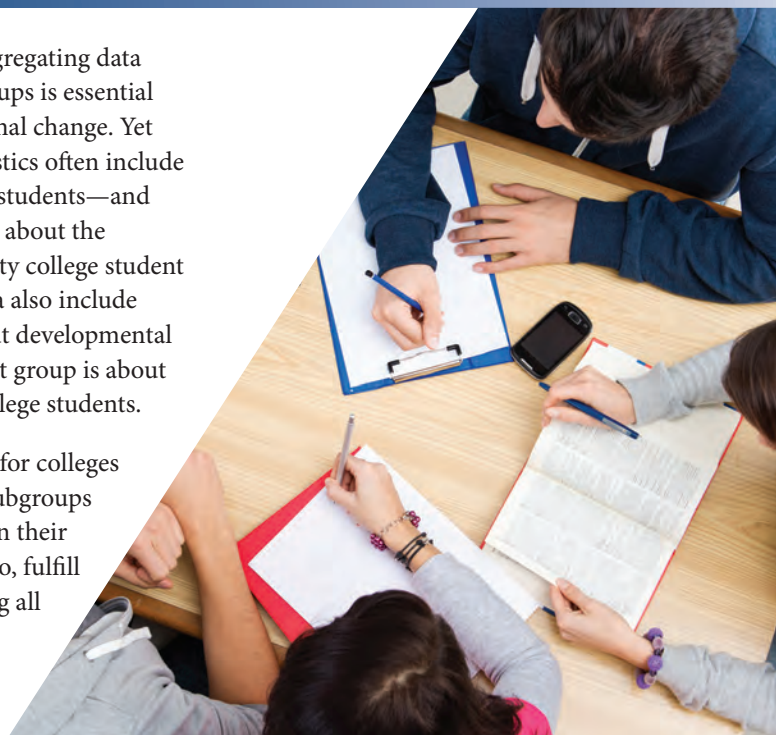 gregating data
ups is essential
nal change. Yet
stics often include
students—and
about the
ty college student
a also include
t developmental
t group is about
llege students.
for colleges
ubgroups
n their
o, fulfill
g all